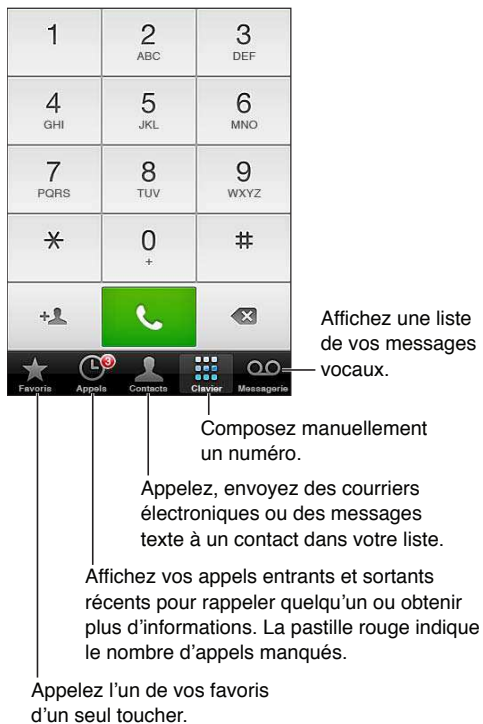 1 2 3
ABC DEF
4 5 6
GHI JKL MNO
7 8 9
PQRS TUV WXYZ
* 0 #
+
+
3
Favoris Appels Contacts Clavier Messagerie
Affichez une liste
de vos messages
vocaux.
Composez manuellement
un numéro.
Appelez, envoyez des courriers
électroniques ou des messages
texte à un contact dans votre liste.
Affichez vos appels entrants et sortants
récents pour rappeler quelqu’un ou obtenir
plus d’informations. La pastille rouge indique
le nombre d’appels manqués.
Appelez l’un de vos favoris
d’un seul toucher.